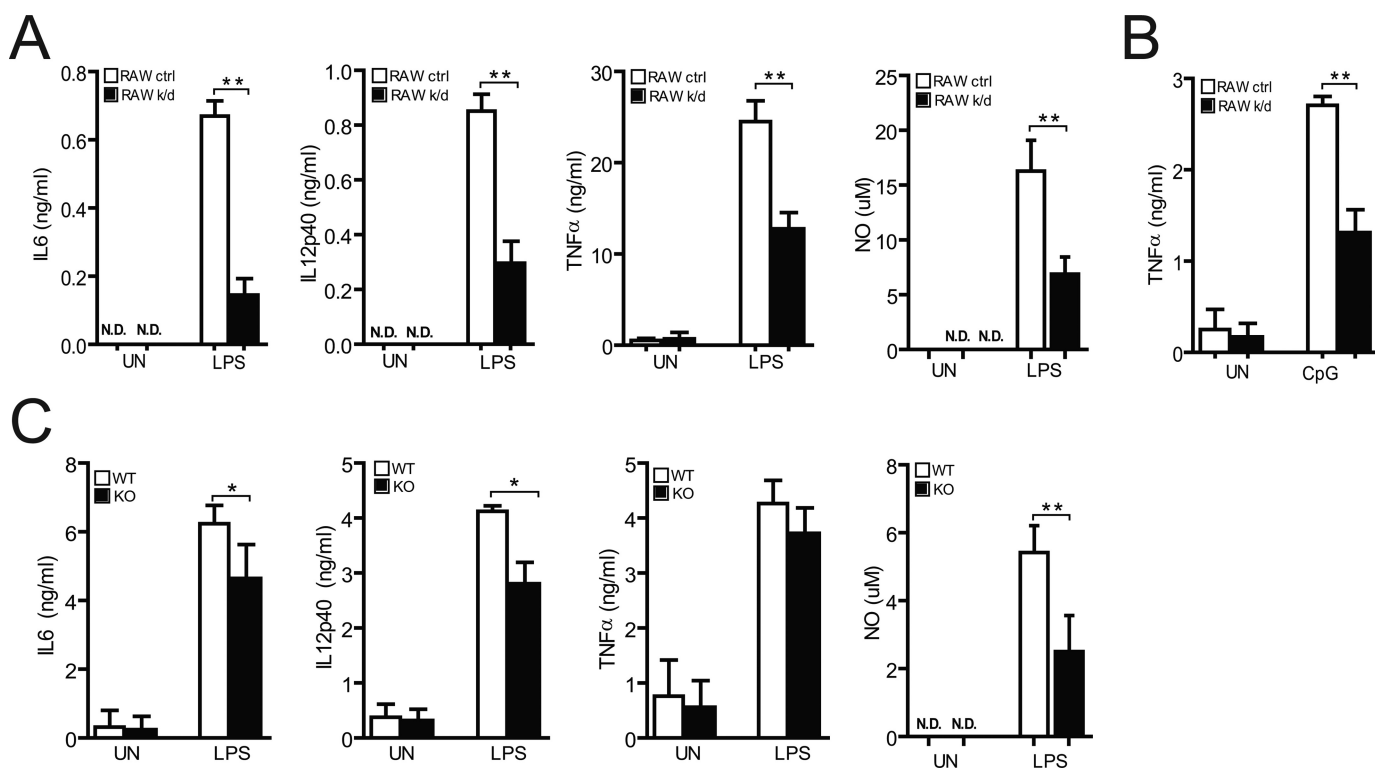 A
IL6 (ng/ml)
0.8
0.6
0.4
0.2
0.0
RAW ctrl
RAW k/d
**
N.D. N.D.
UN LPS
IL12p40 (ng/ml)
1.0
0.8
0.6
0.4
0.2
0.0
RAW ctrl
RAW k/d
**
N.D. N.D.
UN LPS
TNFα (ng/ml)
30
20
10
0
RAW ctrl
RAW k/d
**
UN LPS
NO (uM)
25
20
15
10
5
0
RAW ctrl
RAW k/d
**
N.D. N.D.
UN LPS
B
TNFα (ng/ml)
3
2
1
0
RAW ctrl
RAW k/d
**
UN CpG
C
IL6 (ng/ml)
8
6
4
2
0
WT
KO
*
UN LPS
IL12p40 (ng/ml)
5
4
3
2
1
0
WT
KO
*
UN LPS
TNFα (ng/ml)
5
4
3
2
1
0
WT
KO
UN LPS
NO (uM)
8
6
4
2
0
WT
KO
**
N.D. N.D.
UN LPS